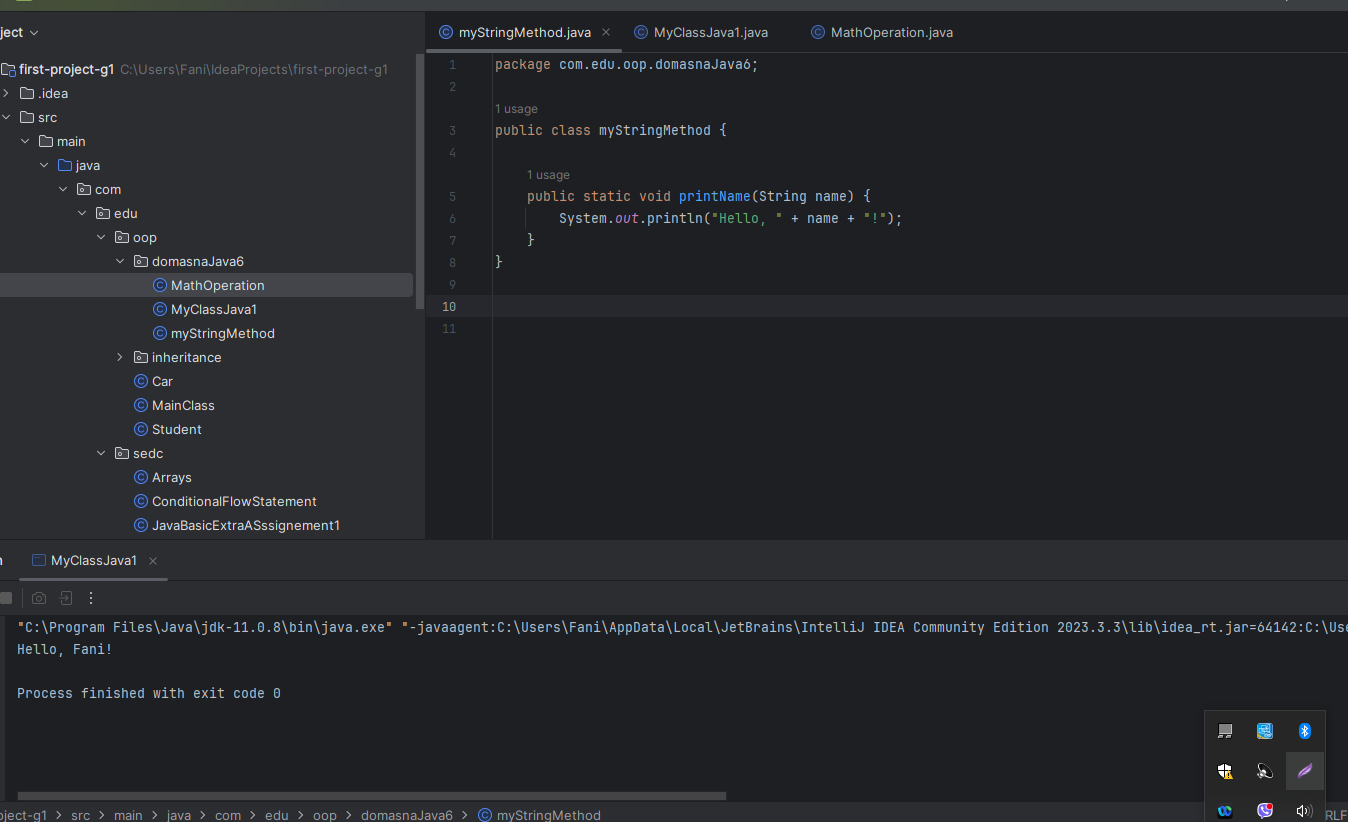 ject
myStringMethod.java
MyClassJava1.java
MathOperation.java
first-project-g1 C:\Users\Fani\IdeaProjects\first-project-g1
.idea
src
main
java
com
edu
oop
domasnaJava6
MathOperation
MyClassJava1
myStringMethod
inheritance
Car
MainClass
Student
sedc
Arrays
ConditionalFlowStatement
JavaBasicExtraASssignement1
1 package com.edu.oop.domasnaJava6;
2
1 usage
3 public class myStringMethod {
4
1 usage
5 public static void printName(String name) {
6 System.out.println("Hello, " + name + "!");
7 }
8 }
9
10
11
MyClassJava1
"C:\Program Files\Java\jdk-11.0.8\bin\java.exe" "-javaagent:C:\Users\Fani\AppData\Local\JetBrains\IntelliJ IDEA Community Edition 2023.3.3\lib\idea_rt.jar=64142:C:\Use
Hello, Fani!
Process finished with exit code 0
oject-g1 > src > main > java > com > edu > oop > domasnaJava6 > myStringMethod
RLF